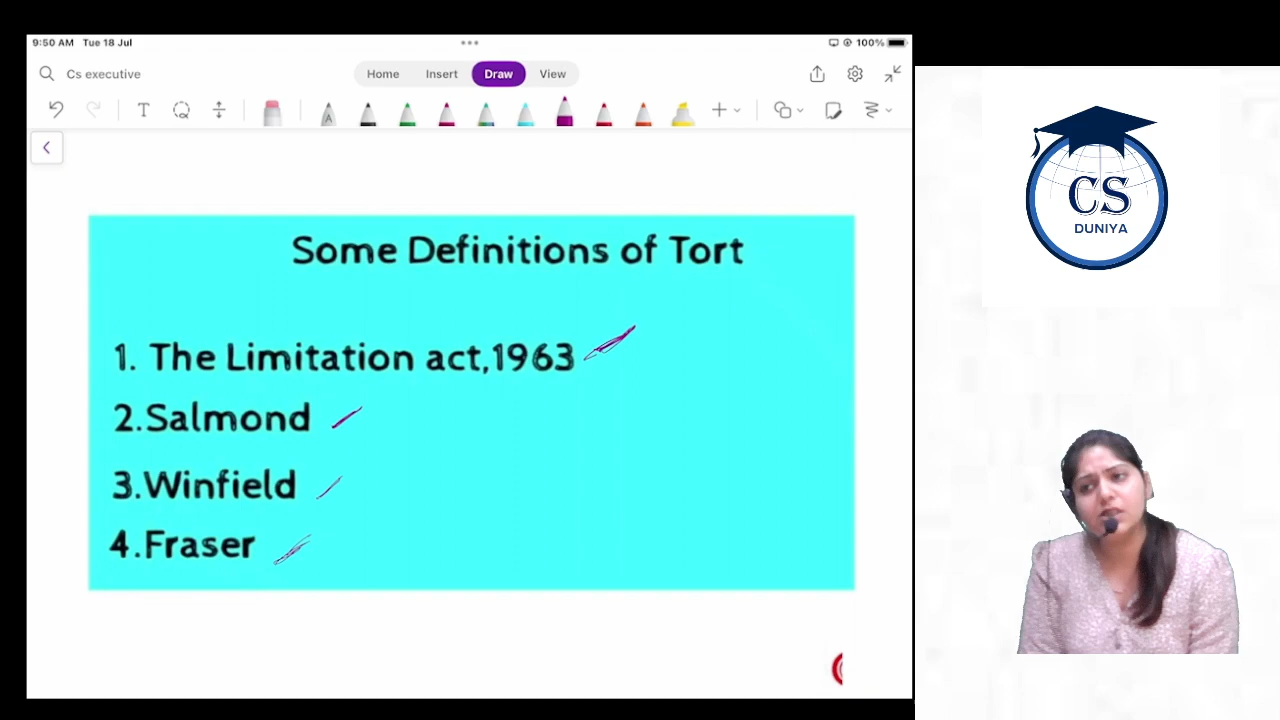 9:50 AM Tue 18 Jul
100%
Cs executive
Home Insert Draw View
T
A
CS
DUNIYA
Some Definitions of Tort
1. The Limitation act,1963
2.Salmond
3.Winfield
4.Fraser